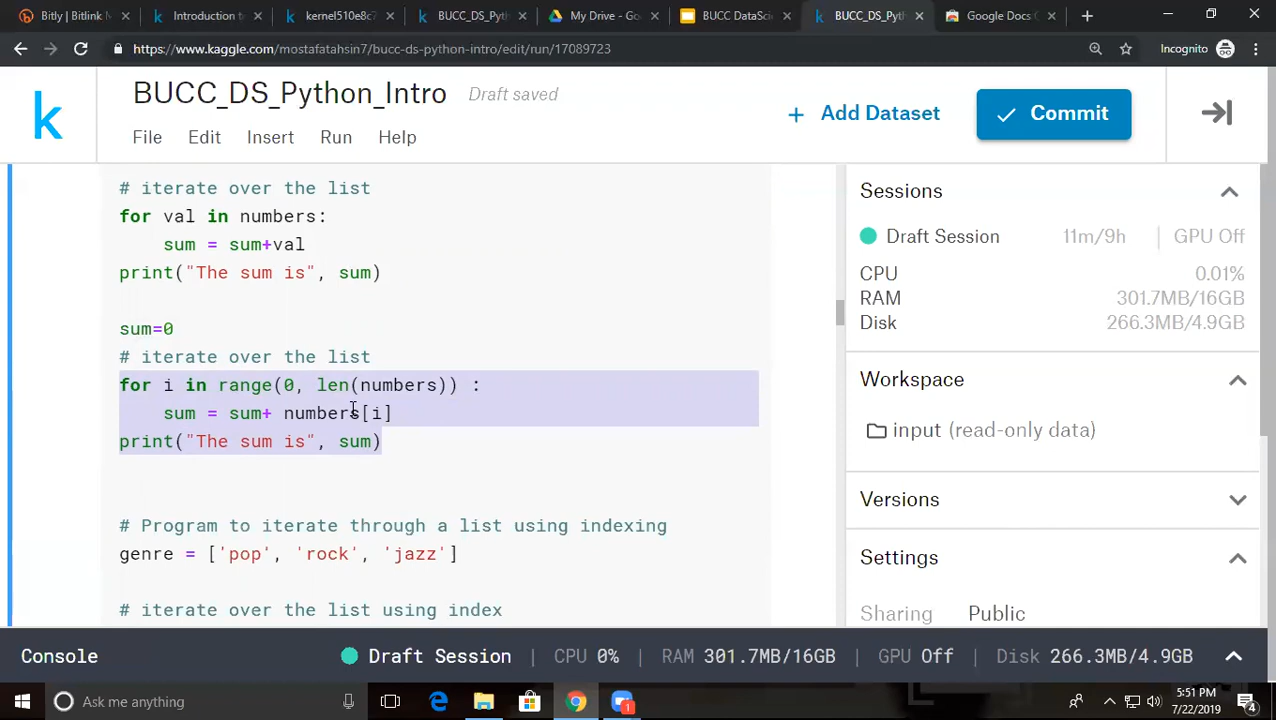 Bitly | Bitlink M
Introduction t
kernel510e8c7
BUCC_DS_Pyth
My Drive - Go
BUCC DataSci
BUCC_DS_Pyth
Google Docs O
https://www.kaggle.com/mostafatahsin7/bucc-ds-python-intro/edit/run/17089723
Incognito
k
BUCC_DS_Python_Intro
Draft saved
File Edit Insert Run Help
+ Add Dataset
Commit
# iterate over the list
for val in numbers:
    sum = sum+val
print("The sum is", sum)
sum=0
# iterate over the list
for i in range(0, len(numbers)) :
    sum = sum+ numbers[i]
print("The sum is", sum)
# Program to iterate through a list using indexing
genre = ['pop', 'rock', 'jazz']
# iterate over the list using index
Sessions
Draft Session 11m/9h GPU Off
CPU 0.01%
RAM 301.7MB/16GB
Disk 266.3MB/4.9GB
Workspace
input (read-only data)
Versions
Settings
Sharing Public
Console Draft Session | CPU 0% | RAM 301.7MB/16GB | GPU Off | Disk 266.3MB/4.9GB
Ask me anything
1
5:51 PM
7/22/2019
4